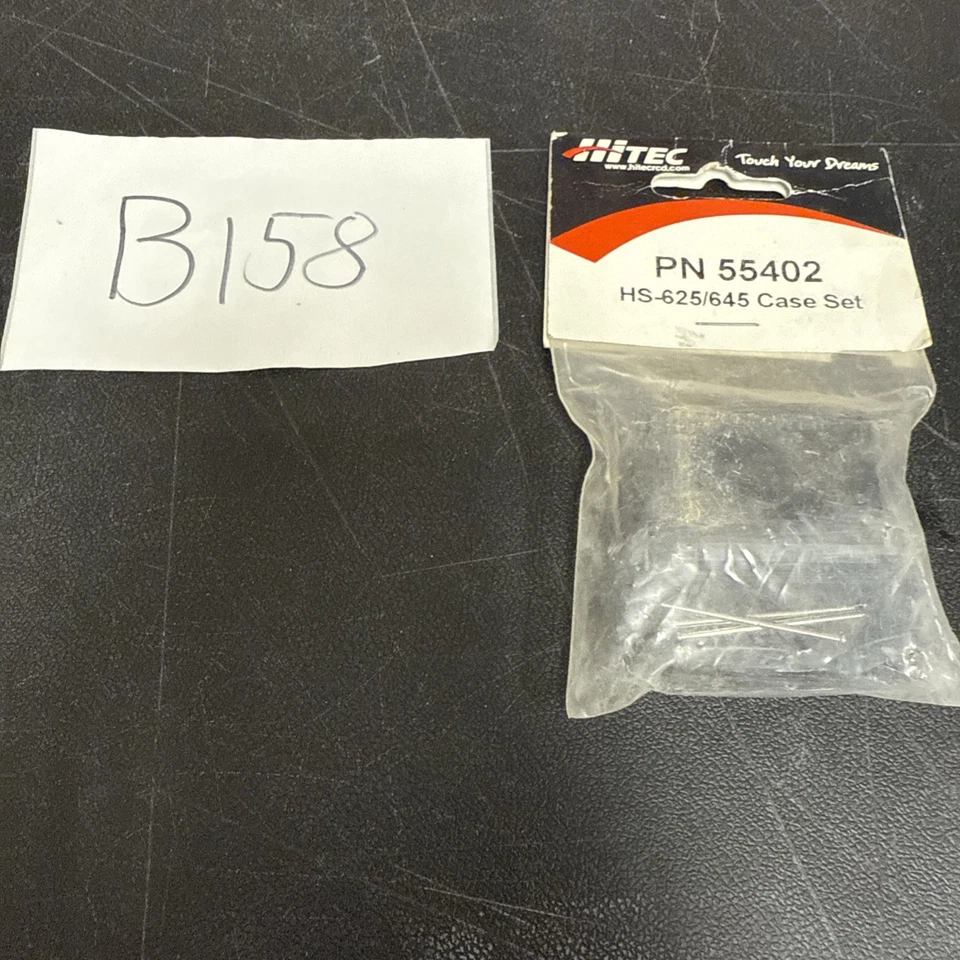 B158
HiTEC
www.hitecrcd.com
Touch Your Dreams
PN 55402
HS-625/645 Case Set